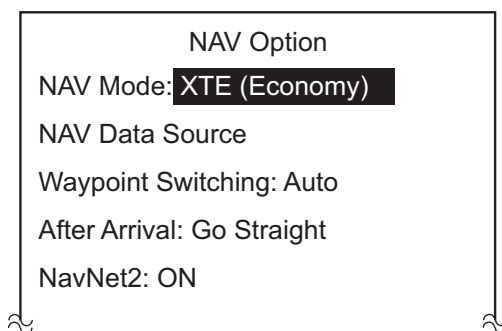 NAV Option
NAV Mode: XTE (Economy)
NAV Data Source
Waypoint Switching: Auto
After Arrival: Go Straight
NavNet2: ON